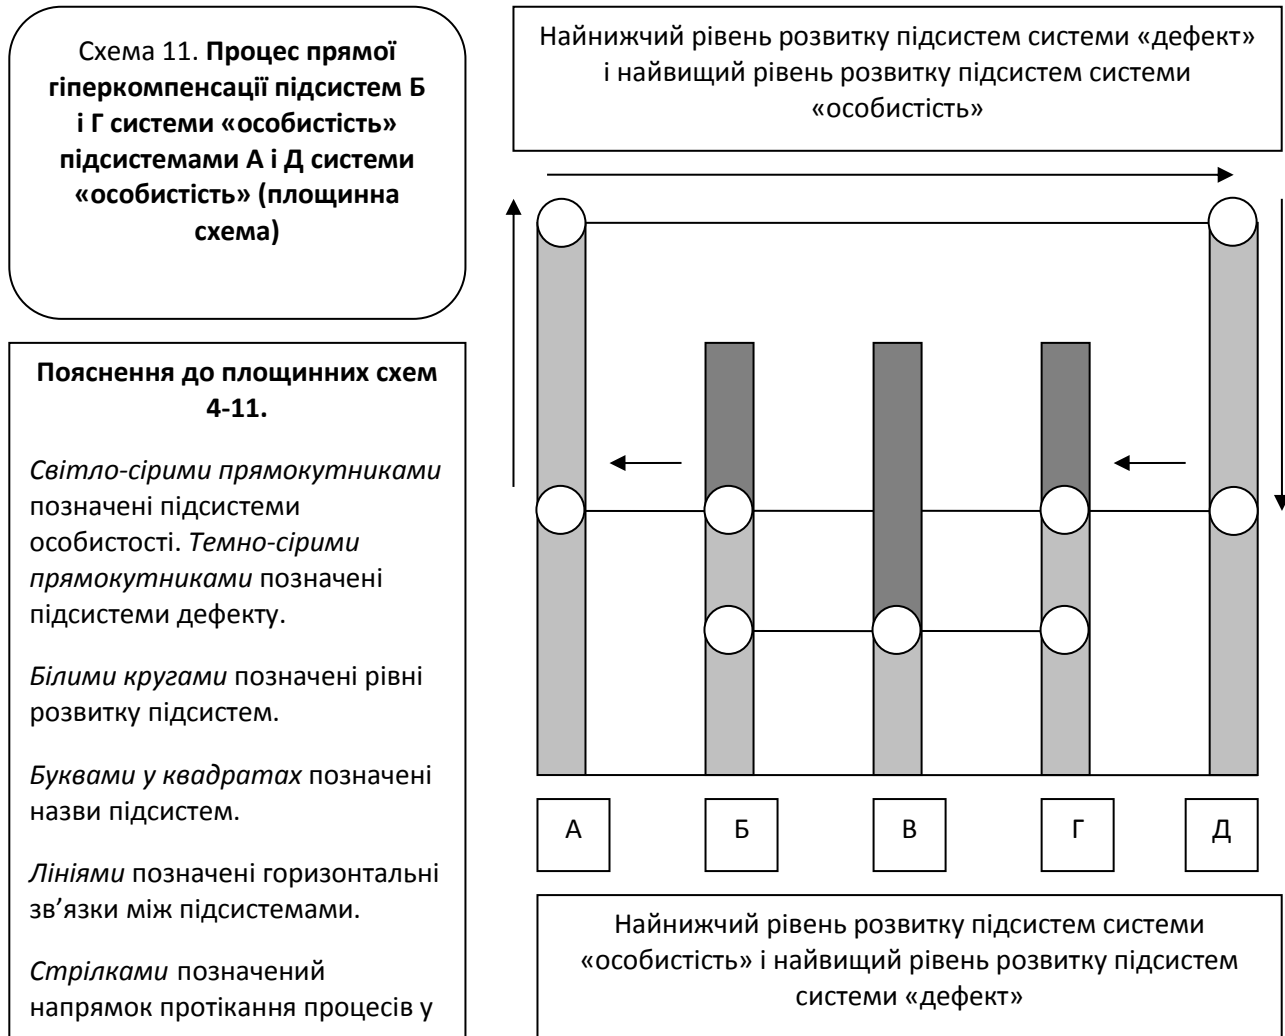 Схема 11. Процес прямої
гіперкомпенсації підсистем Б
і Г системи «особистість»
підсистемами А і Д системи
«особистість» (площинна
схема)
Найнижчий рівень розвитку підсистем системи «дефект»
і найвищий рівень розвитку підсистем системи
«особистість»
Пояснення до площинних схем
4-11.
Світло-сірими прямокутниками
позначені підсистеми
особистості. Темно-сірими
прямокутниками позначені
підсистеми дефекту.
Білими кругами позначені рівні
розвитку підсистем.
Буквами у квадратах позначені
назви підсистем.
Лініями позначені горизонтальні
зв’язки між підсистемами.
Стрілками позначений
напрямок протікання процесів у
А Б В Г Д
Найнижчий рівень розвитку підсистем системи
«особистість» і найвищий рівень розвитку підсистем
системи «дефект»